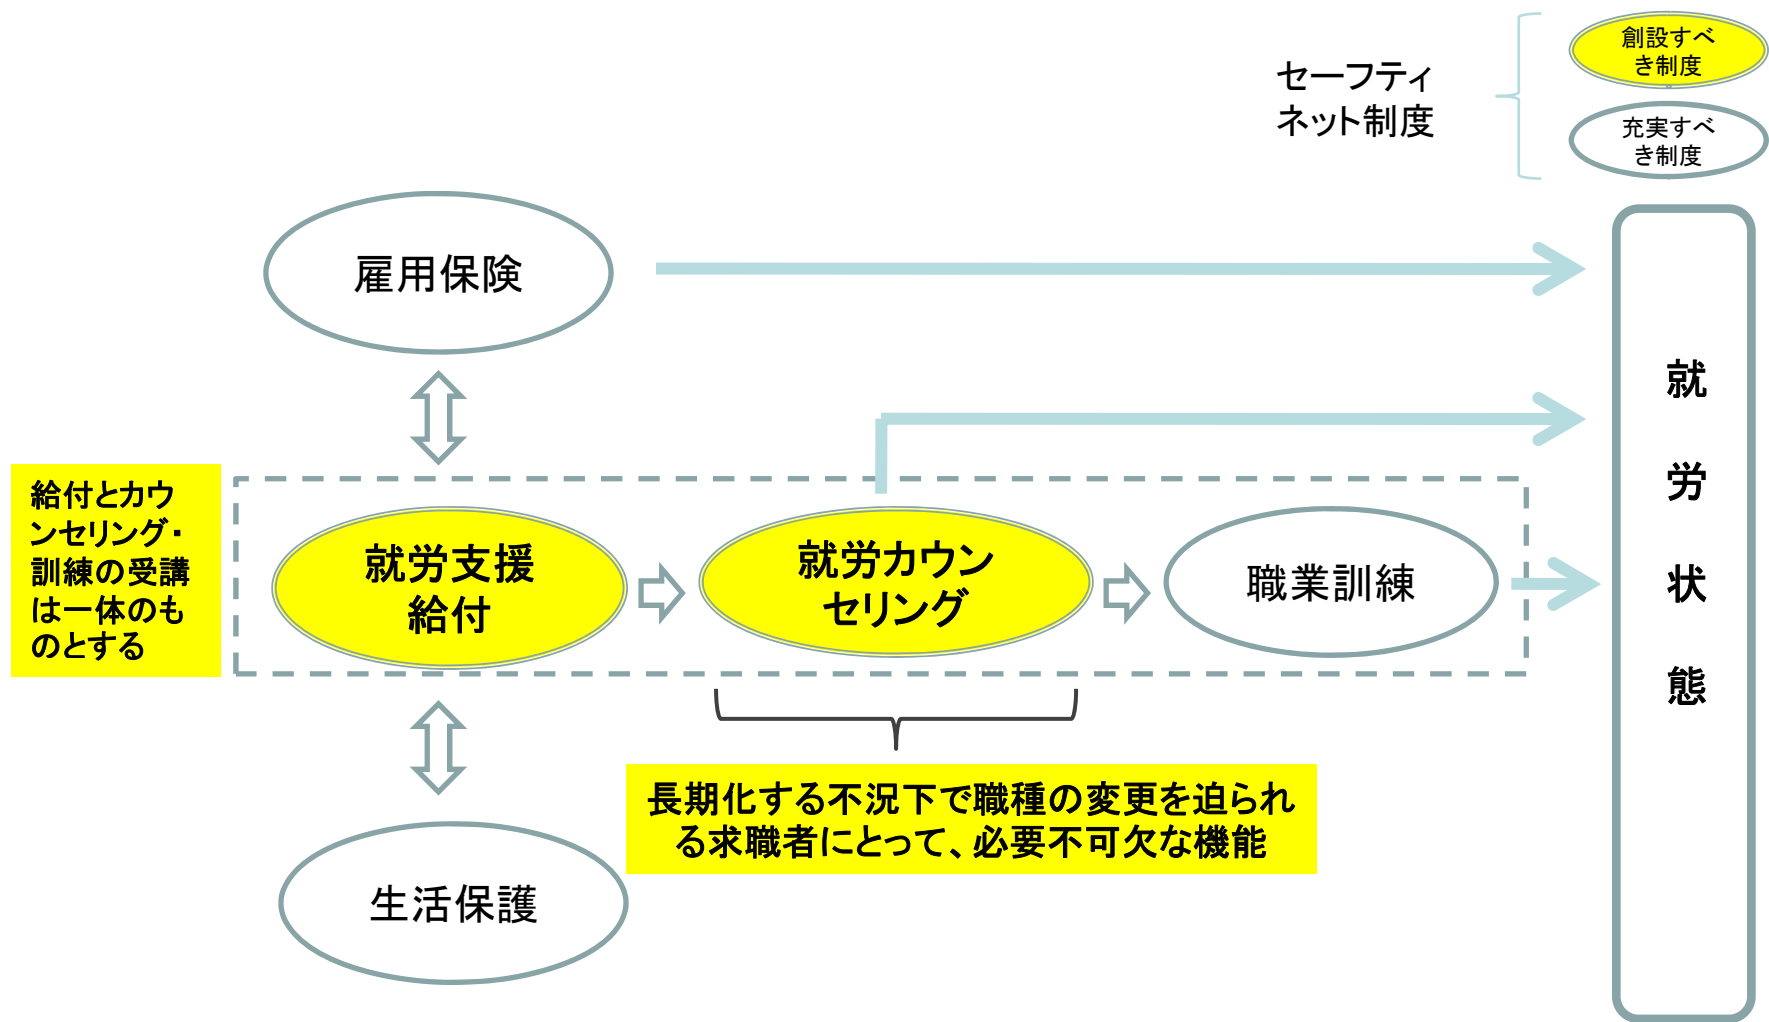 セーフティ
ネット制度
創設すべ
き制度
充実すべ
き制度
雇用保険
給付とカウ
ンセリング・
訓練の受講
は一体のも
のとする
就労支援
給付
就労カウン
セリング
職業訓練
長期化する不況下で職種の変更を迫られ
る求職者にとって、必要不可欠な機能
生活保護
就
労
状
態